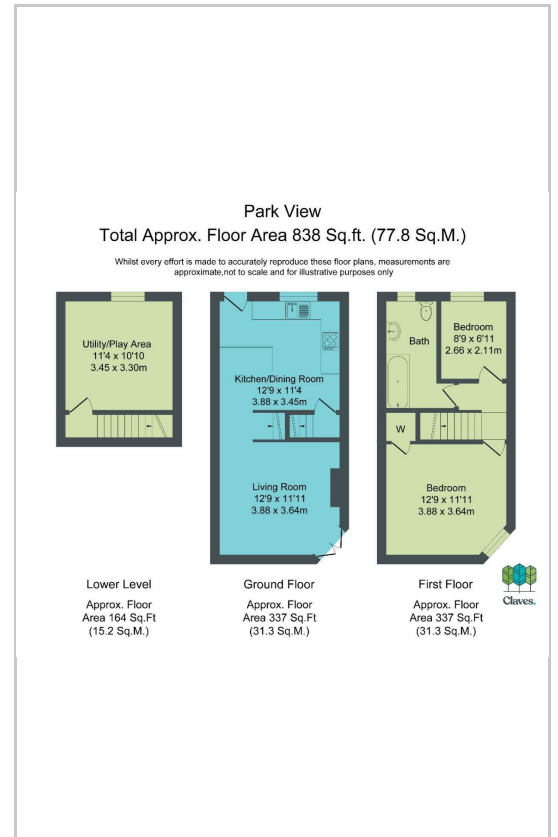 Park View
Total Approx. Floor Area 838 Sq.ft. (77.8 Sq.M.)
Whilst every effort is made to accurately reproduce these floor plans, measurements are
approximate,not to scale and for illustrative purposes only
Utility/Play Area
11'4 x 10'10
3.45 x 3.30m
Kitchen/Dining Room
12'9 x 11'4
3.88 x 3.45m
Living Room
12'9 x 11'11
3.88 x 3.64m
Bath
Bedroom
8'9 x 6'11
2.66 x 2.11m
W
Bedroom
12'9 x 11'11
3.88 x 3.64m
Claves.
Lower Level
Approx. Floor
Area 164 Sq.Ft
(15.2 Sq.M.)
Ground Floor
Approx. Floor
Area 337 Sq.Ft
(31.3 Sq.M.)
First Floor
Approx. Floor
Area 337 Sq.Ft
(31.3 Sq.M.)